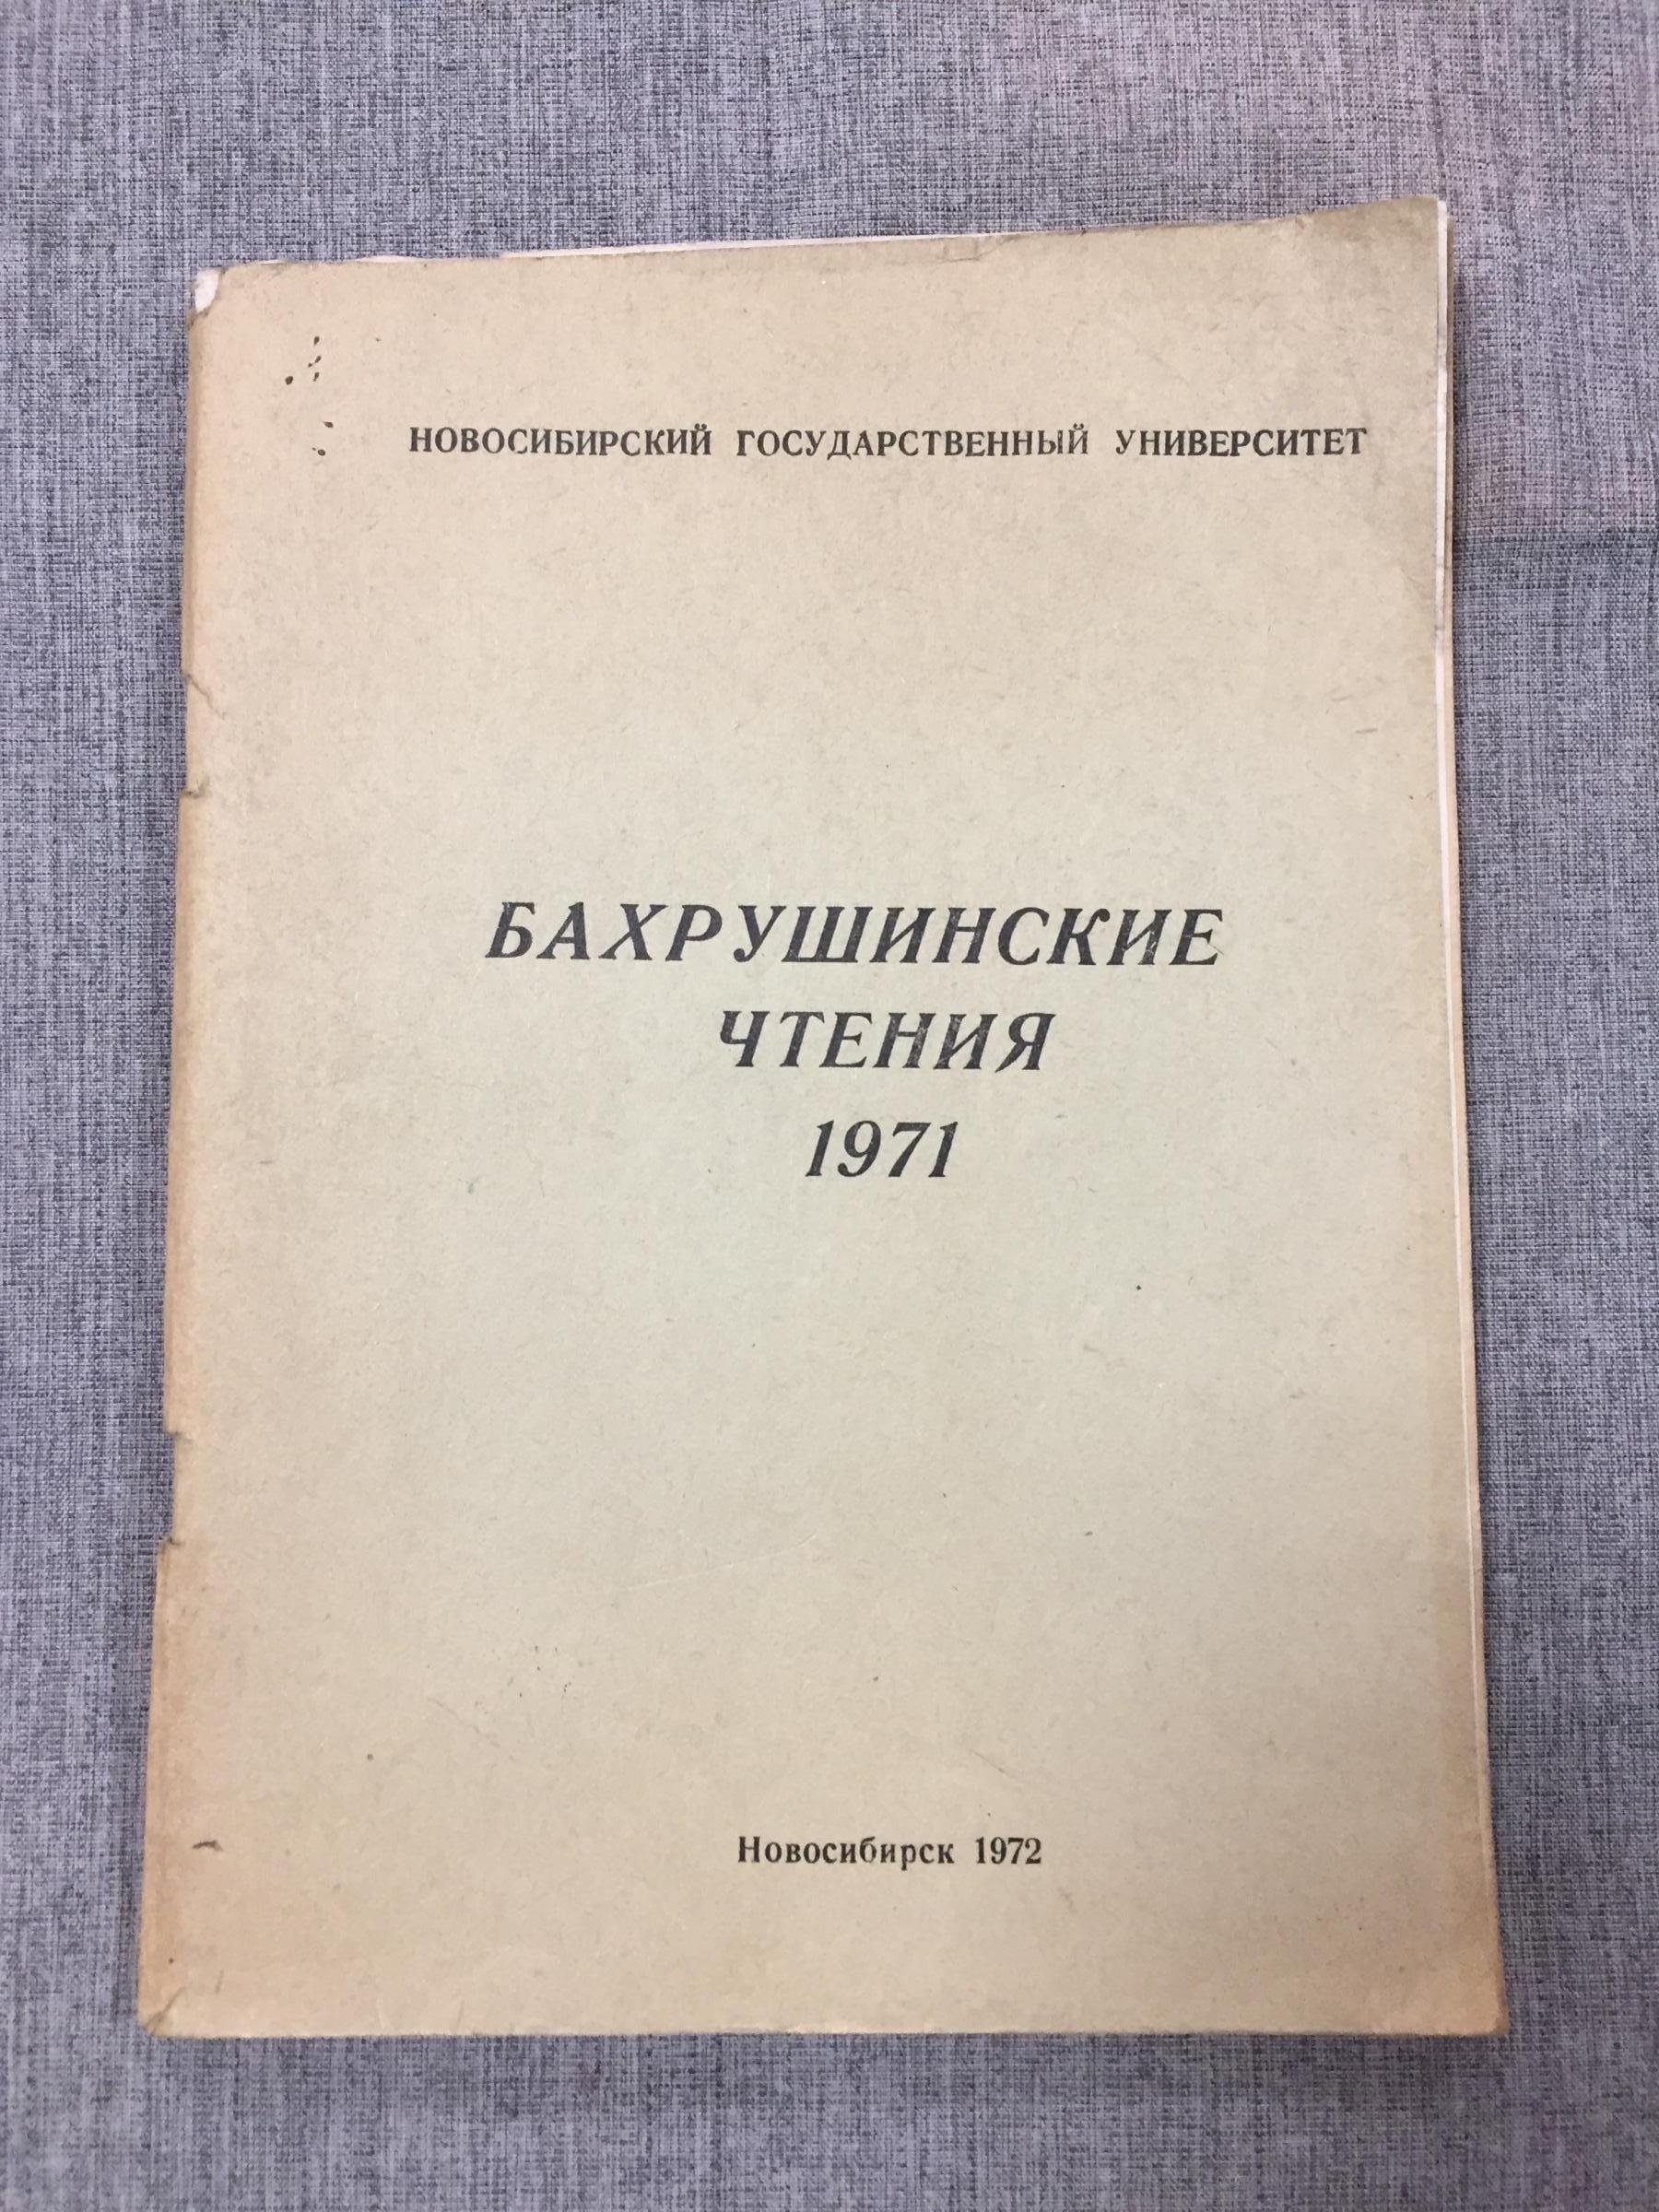 НОВОСИБИРСКИЙ ГОСУДАРСТВЕННЫЙ УНИВЕРСИТЕТ
БАХРУШИНСКИЕ
ЧТЕНИЯ
1971
Новосибирск 1972